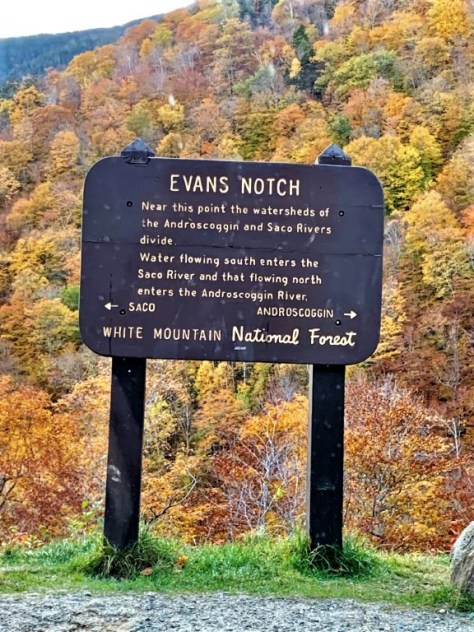 EVANS NOTCH
Near this point the watersheds of
the Androscoggin and Saco Rivers
divide.
Water flowing south enters the
Saco River and that flowing north
enters the Androscoggin River.
← SACO ANDROSCOGGIN →
WHITE MOUNTAIN National Forest